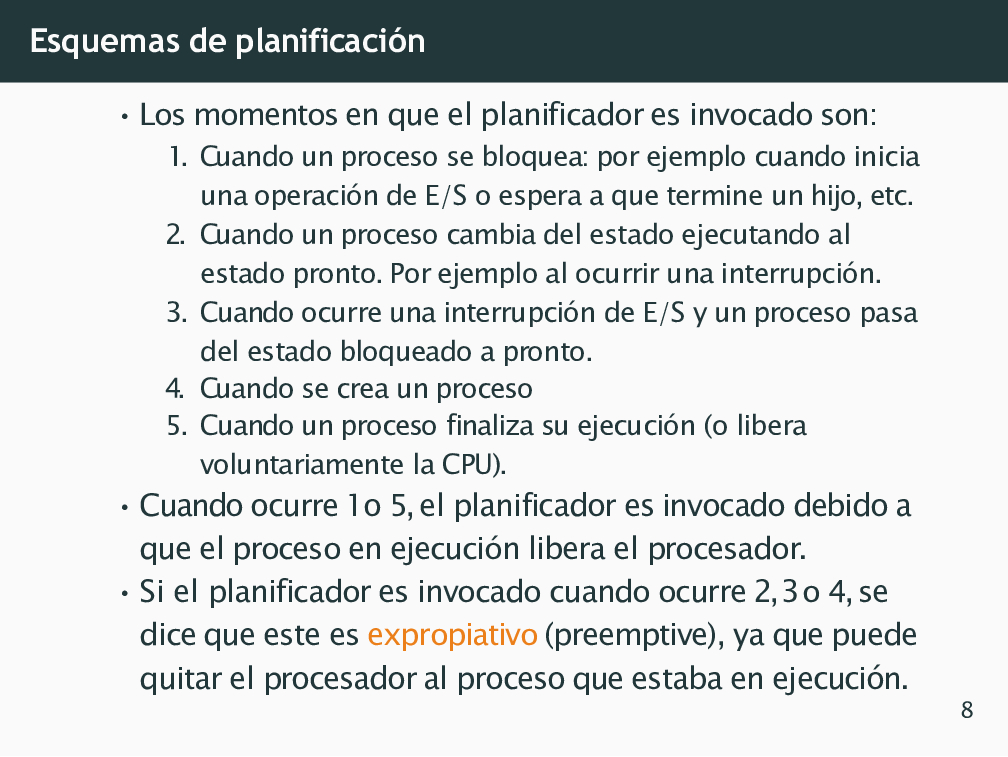 Esquemas de planificación
• Los momentos en que el planificador es invocado son:
1. Cuando un proceso se bloquea: por ejemplo cuando inicia
una operación de E/S o espera a que termine un hijo, etc.
2. Cuando un proceso cambia del estado ejecutando al
estado pronto. Por ejemplo al ocurrir una interrupción.
3. Cuando ocurre una interrupción de E/S y un proceso pasa
del estado bloqueado a pronto.
4. Cuando se crea un proceso
5. Cuando un proceso finaliza su ejecución (o libera
voluntariamente la CPU).
• Cuando ocurre 1 o 5, el planificador es invocado debido a
que el proceso en ejecución libera el procesador.
• Si el planificador es invocado cuando ocurre 2, 3 o 4, se
dice que este es expropiativo (preemptive), ya que puede
quitar el procesador al proceso que estaba en ejecución.
8